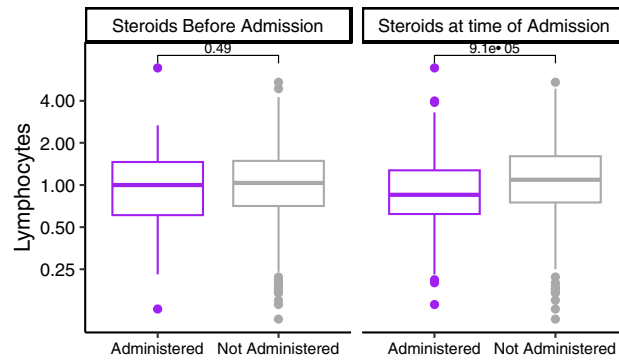 Steroids Before Admission
Steroids at time of Admission
0.49
9.1e• 05
Lymphocytes
4.00
2.00
1.00
0.50
0.25
Administered
Not Administered
Administered
Not Administered